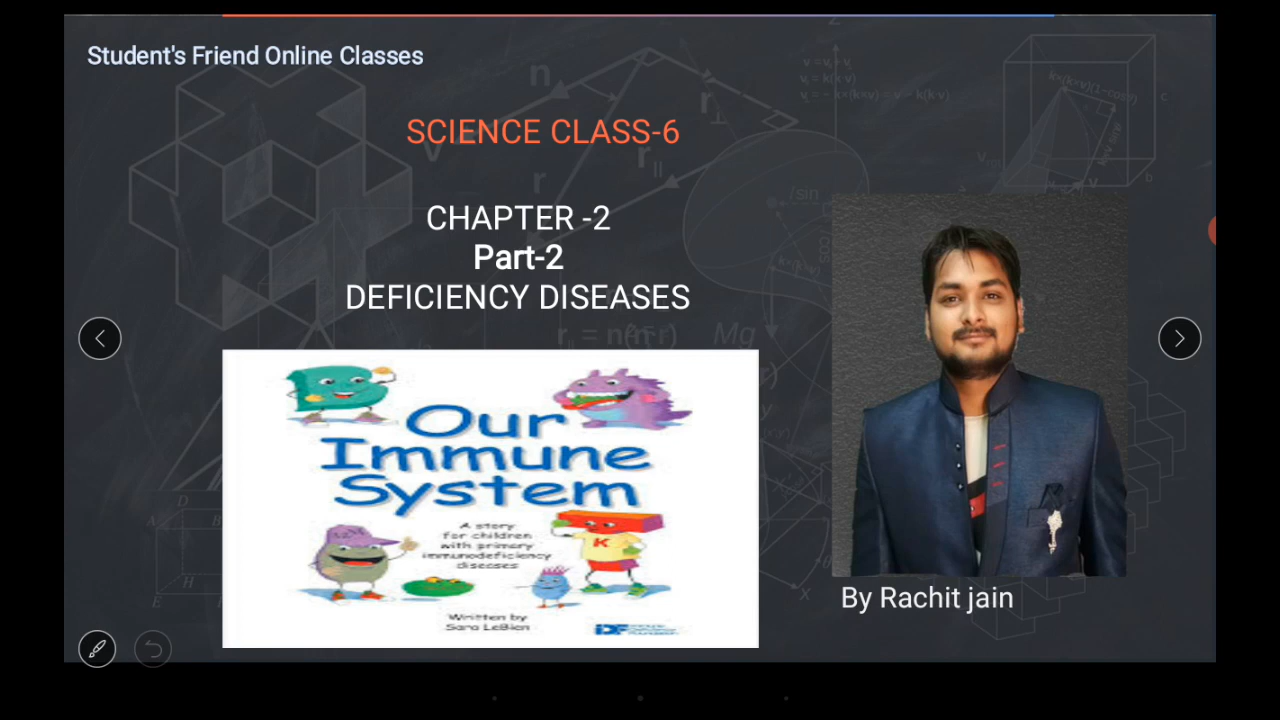 Student's Friend Online Classes
SCIENCE CLASS-6
CHAPTER -2
Part-2
DEFICIENCY DISEASES
Our
Immune
System
A story
for children
with primary
immunodeficiency
diseases
K
Written by
Sara LeBien
IDF
By Rachit jain